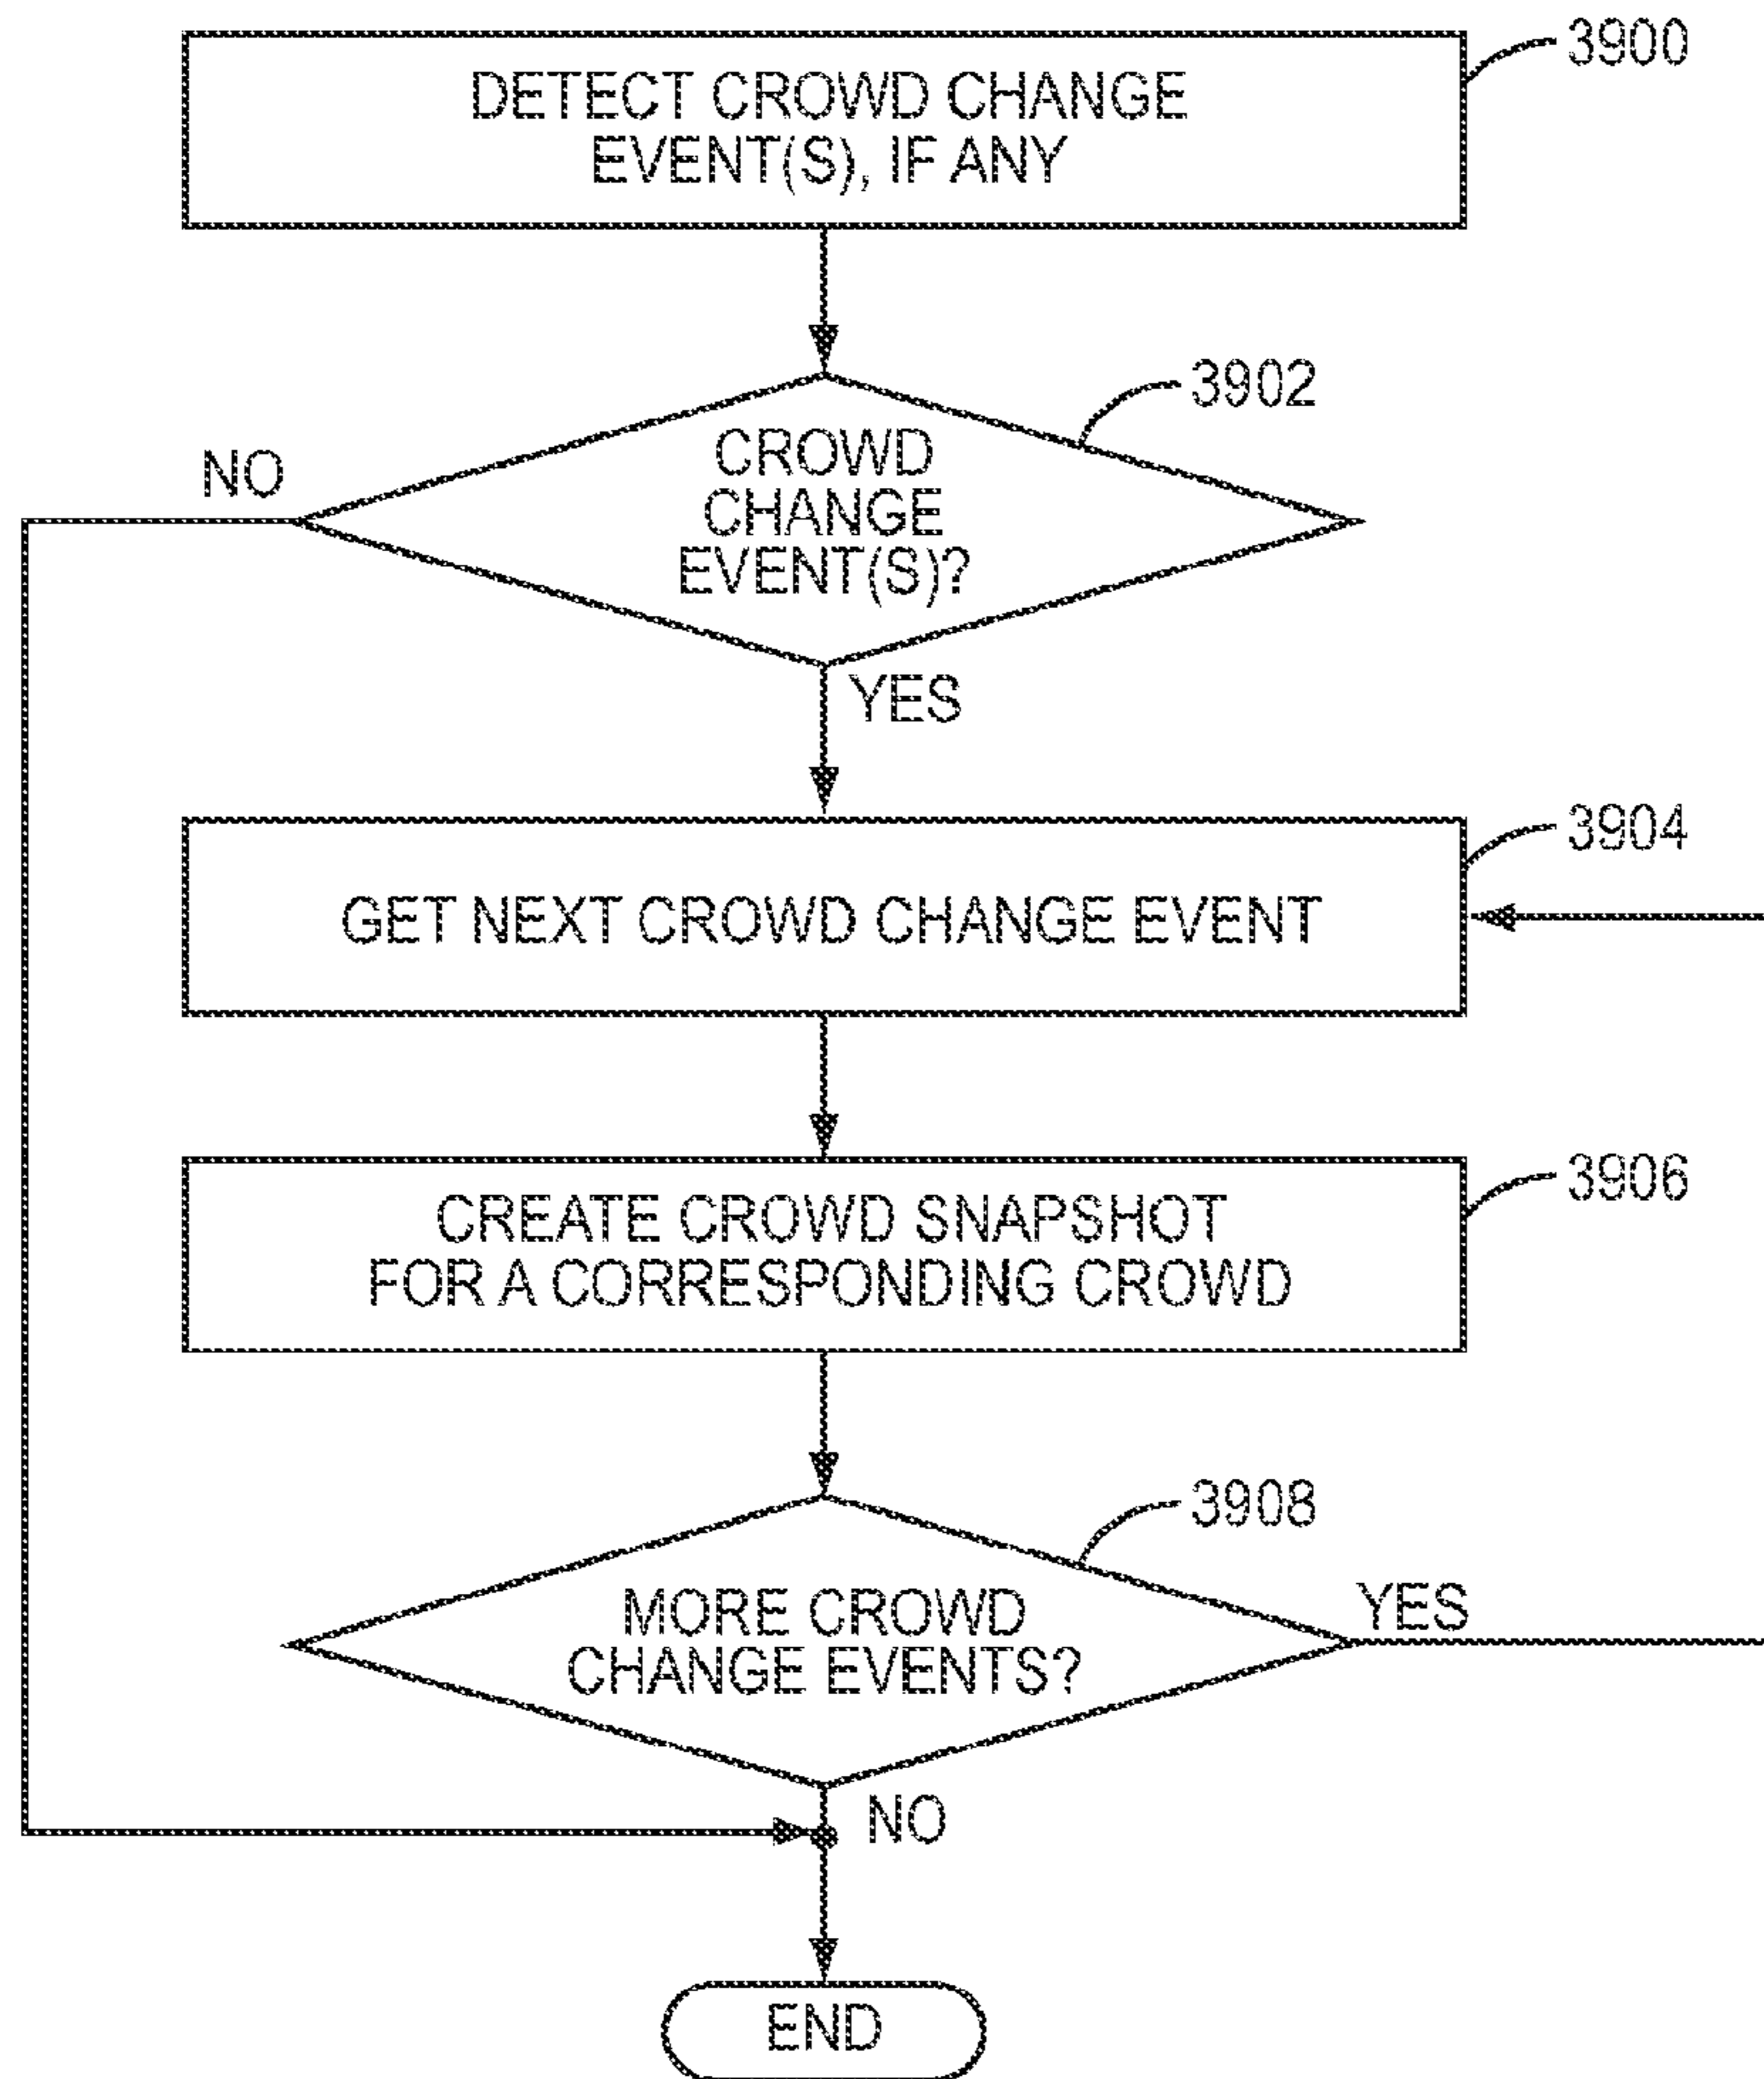 3900
DETECT CROWD CHANGE
EVENT(S), IF ANY
3902
NO
CROWD
CHANGE
EVENT(S)?
YES
3904
GET NEXT CROWD CHANGE EVENT
3906
CREATE CROWD SNAPSHOT
FOR A CORRESPONDING CROWD
3908
MORE CROWD
CHANGE EVENTS?
YES
NO
END